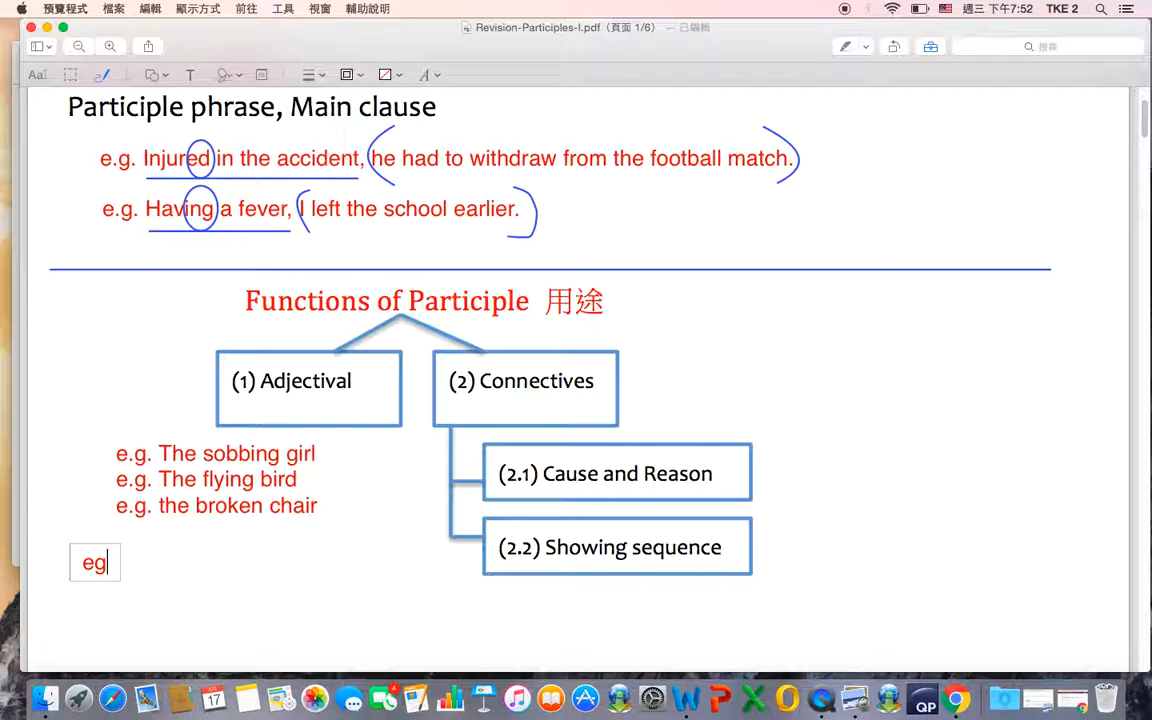 預覽程式 檔案 編輯 顯示方式 前往 工具 視窗 輔助說明 週三 下午7:52 TKE 2
Revision-Participles-I.pdf（頁面 1/6） — 已編輯
搜尋
Participle phrase, Main clause
e.g. Injured in the accident, he had to withdraw from the football match.
e.g. Having a fever, I left the school earlier.
Functions of Participle 用途
(1) Adjectival
(2) Connectives
e.g. The sobbing girl
e.g. The flying bird
e.g. the broken chair
(2.1) Cause and Reason
(2.2) Showing sequence
eg